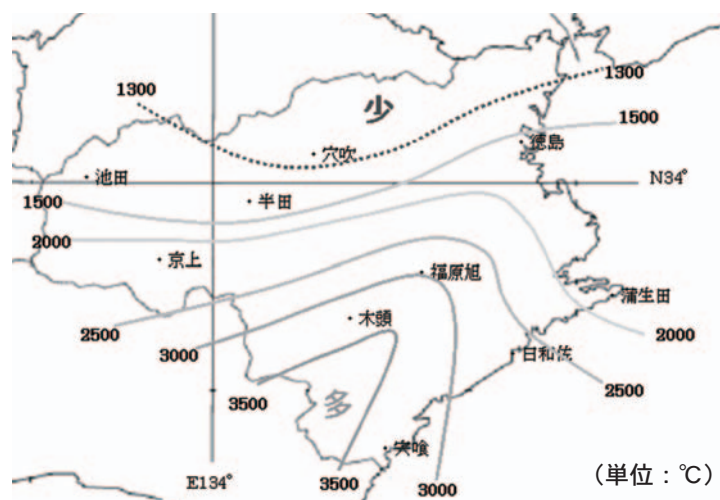 1300
1300
少
1500
穴吹
徳島
池田
N34°
半田
1500
2000
京上
福原旭
蒲生田
木頭
2500
2000
3000
日和佐
2500
3500
多
宍喰
E134°
3500
3000
（単位：℃）